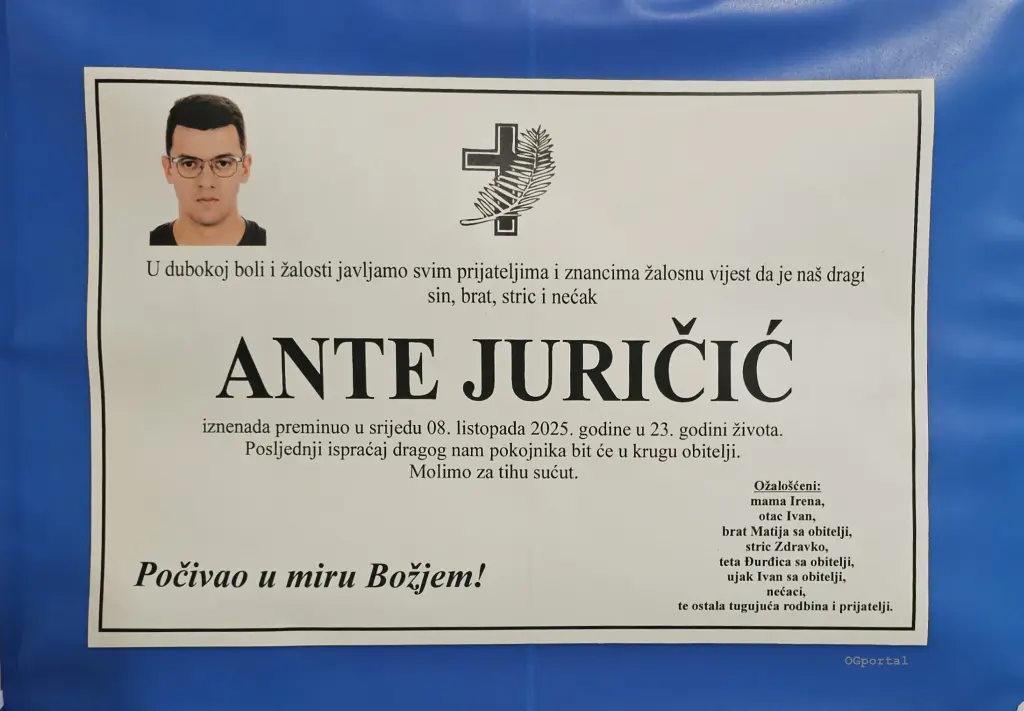 U dubokoj boli i žalosti javljamo svim prijateljima i znancima žalosnu vijest da je naš dragi
sin, brat, stric i nećak
ANTE JURIČIĆ
iznenada preminuo u srijedu 08. listopada 2025. godine u 23. godini života.
Posljednji ispraćaj dragog nam pokojnika bit će u krugu obitelji.
Molimo za tihu sućut.
Ožalošćeni:
mama Irena,
otac Ivan,
brat Matija sa obitelji,
stric Zdravko,
teta Đurđica sa obitelji,
ujak Ivan sa obitelji,
nećaci,
te ostala tugujuća rodbina i prijatelji.
Počivao u miru Božjem!
OGportal